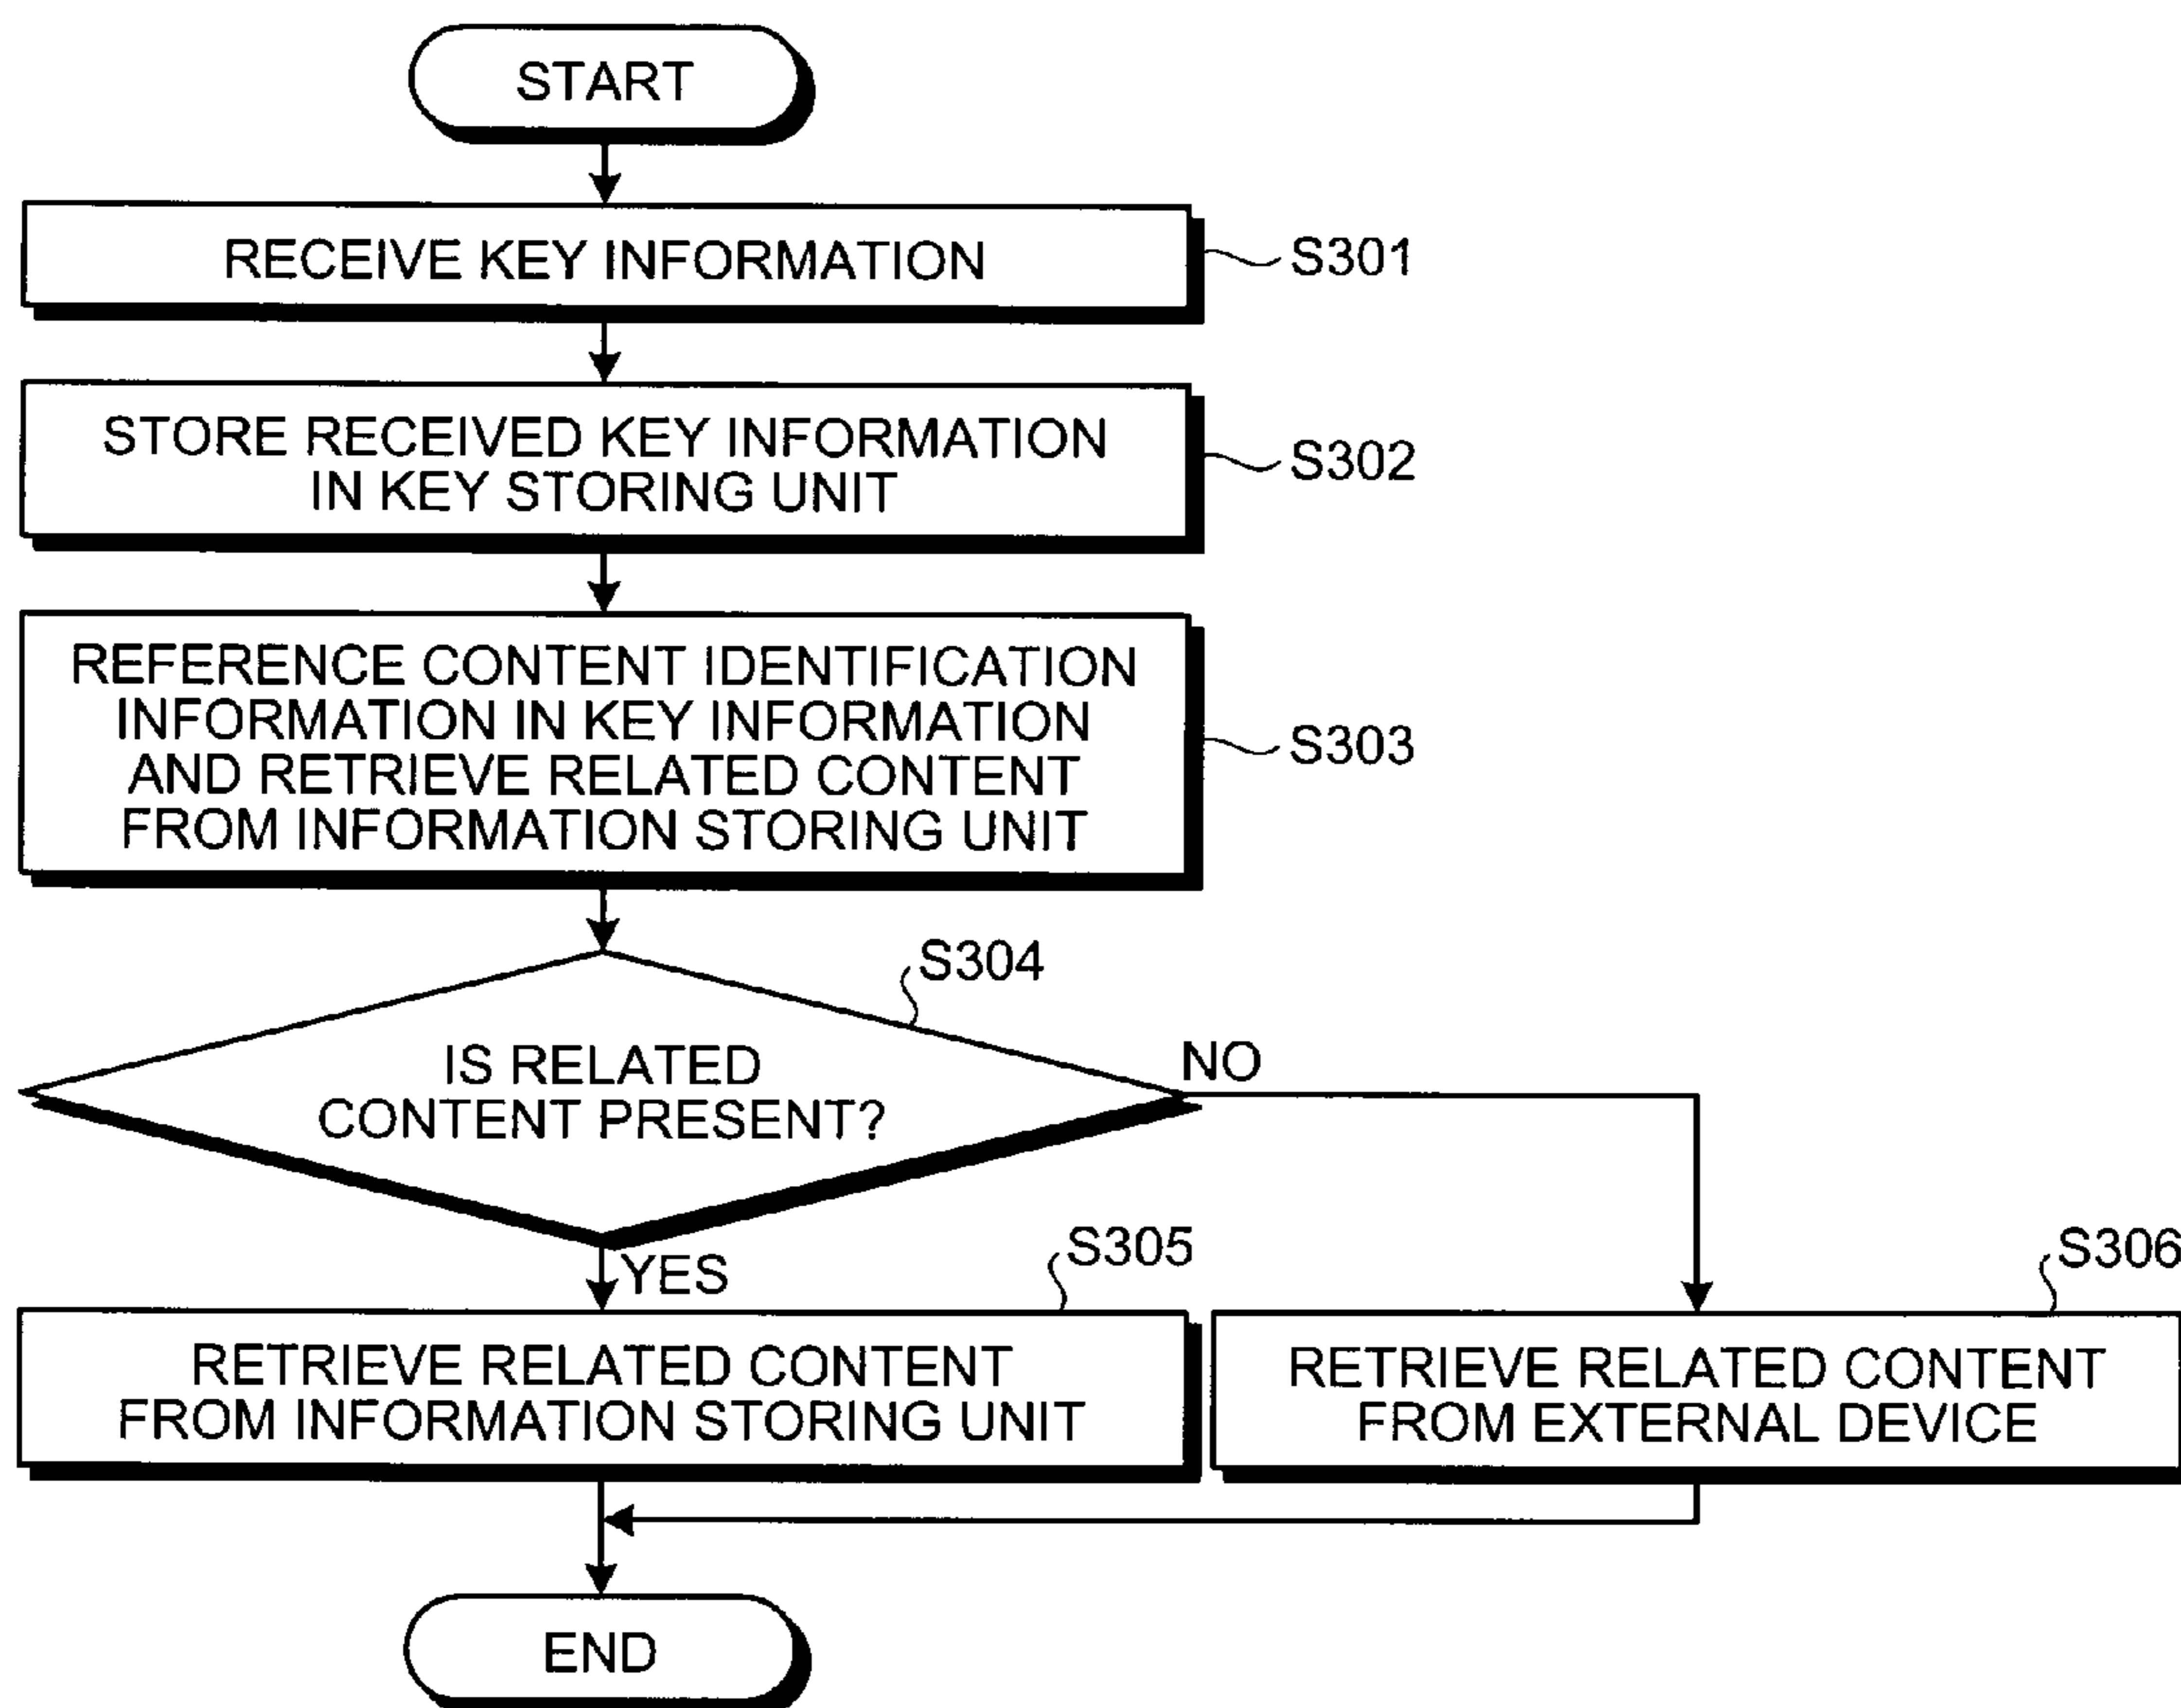 START
RECEIVE KEY INFORMATION
S301
STORE RECEIVED KEY INFORMATION
IN KEY STORING UNIT
S302
REFERENCE CONTENT IDENTIFICATION
INFORMATION IN KEY INFORMATION
AND RETRIEVE RELATED CONTENT
FROM INFORMATION STORING UNIT
S303
S304
IS RELATED
CONTENT PRESENT?
NO
YES
S305
RETRIEVE RELATED CONTENT
FROM INFORMATION STORING UNIT
S306
RETRIEVE RELATED CONTENT
FROM EXTERNAL DEVICE
END